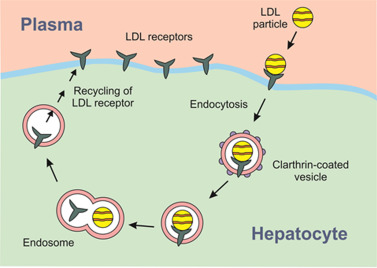 Plasma
LDL receptors
LDL
particle
Recycling of
LDL receptor
Endocytosis
Clarthrin-coated
vesicle
Endosome
Hepatocyte